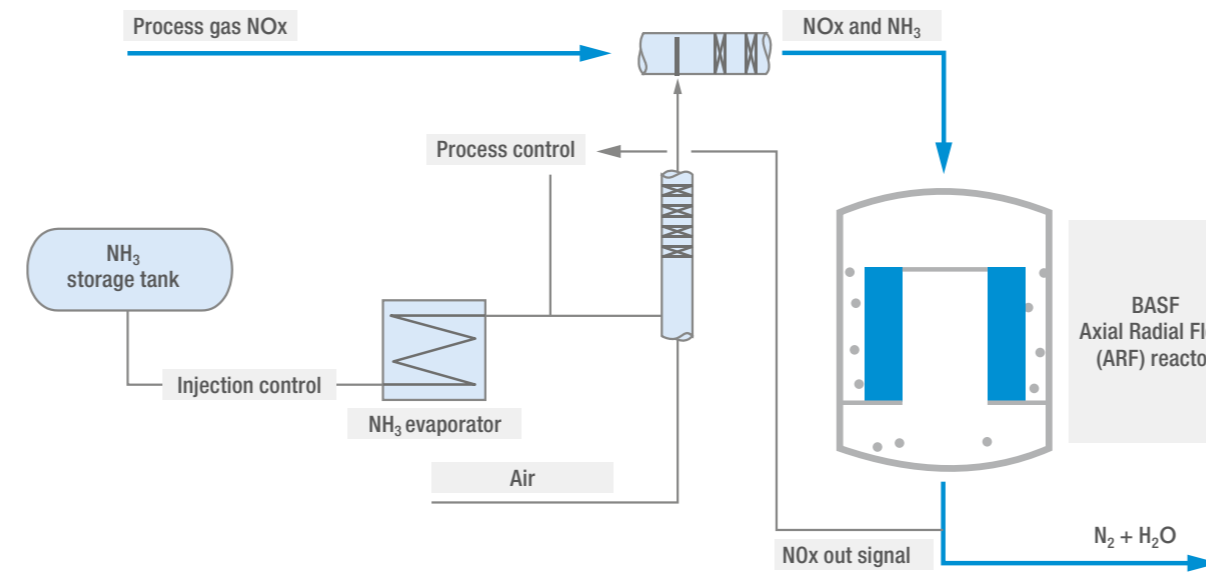 Process gas NOx
NOx and NH₃
Process control
NH₃
storage tank
BASF
Axial Radial Fl
(ARF) reacto
Injection control
NH₃ evaporator
Air
NOx out signal
N₂ + H₂O